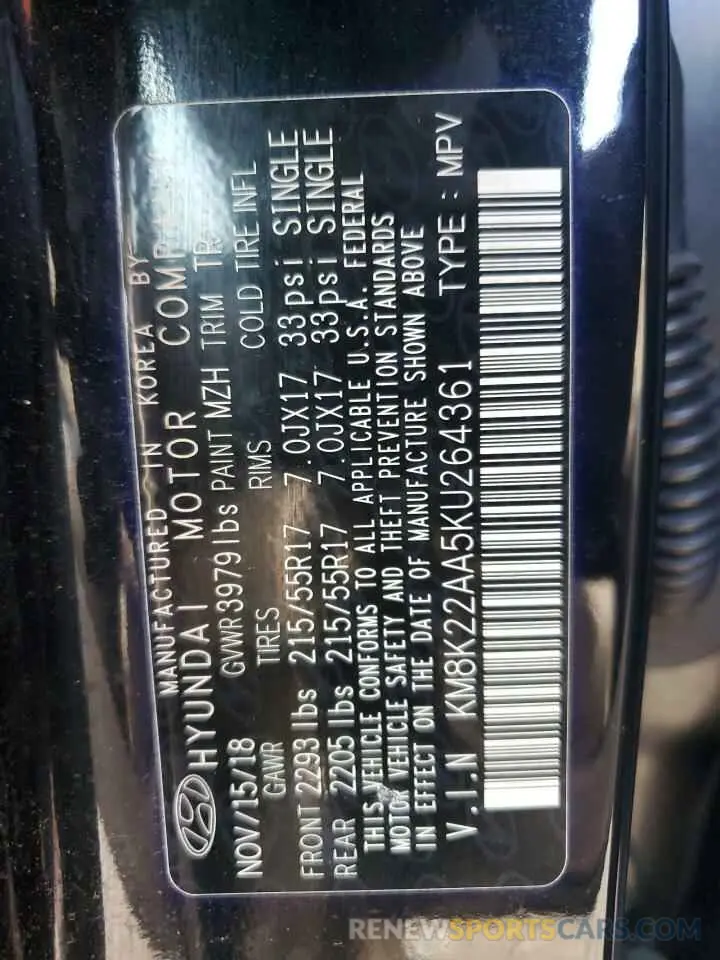 MANUFACTURED IN KOREA BY
HYUNDAI MOTOR
NOV/15/18 GVWR 3979 lbs PAINT MZH TRIM TR
GAWR TIRES RIMS COLD TIRE INFL
FRONT 2293 lbs 215/55R17 7.0JX17 33psi SINGLE
REAR 2205 lbs 215/55R17 7.0JX17 33psi SINGLE
THIS VEHICLE CONFORMS TO ALL APPLICABLE U.S.A. FEDERAL
MOTOR VEHICLE SAFETY AND THEFT PREVENTION STANDARDS
IN EFFECT ON THE DATE OF MANUFACTURE SHOWN ABOVE
V.I.N KM8K22AA5KU264361 TYPE : MPV
RENEWSPORTSCARS.COM